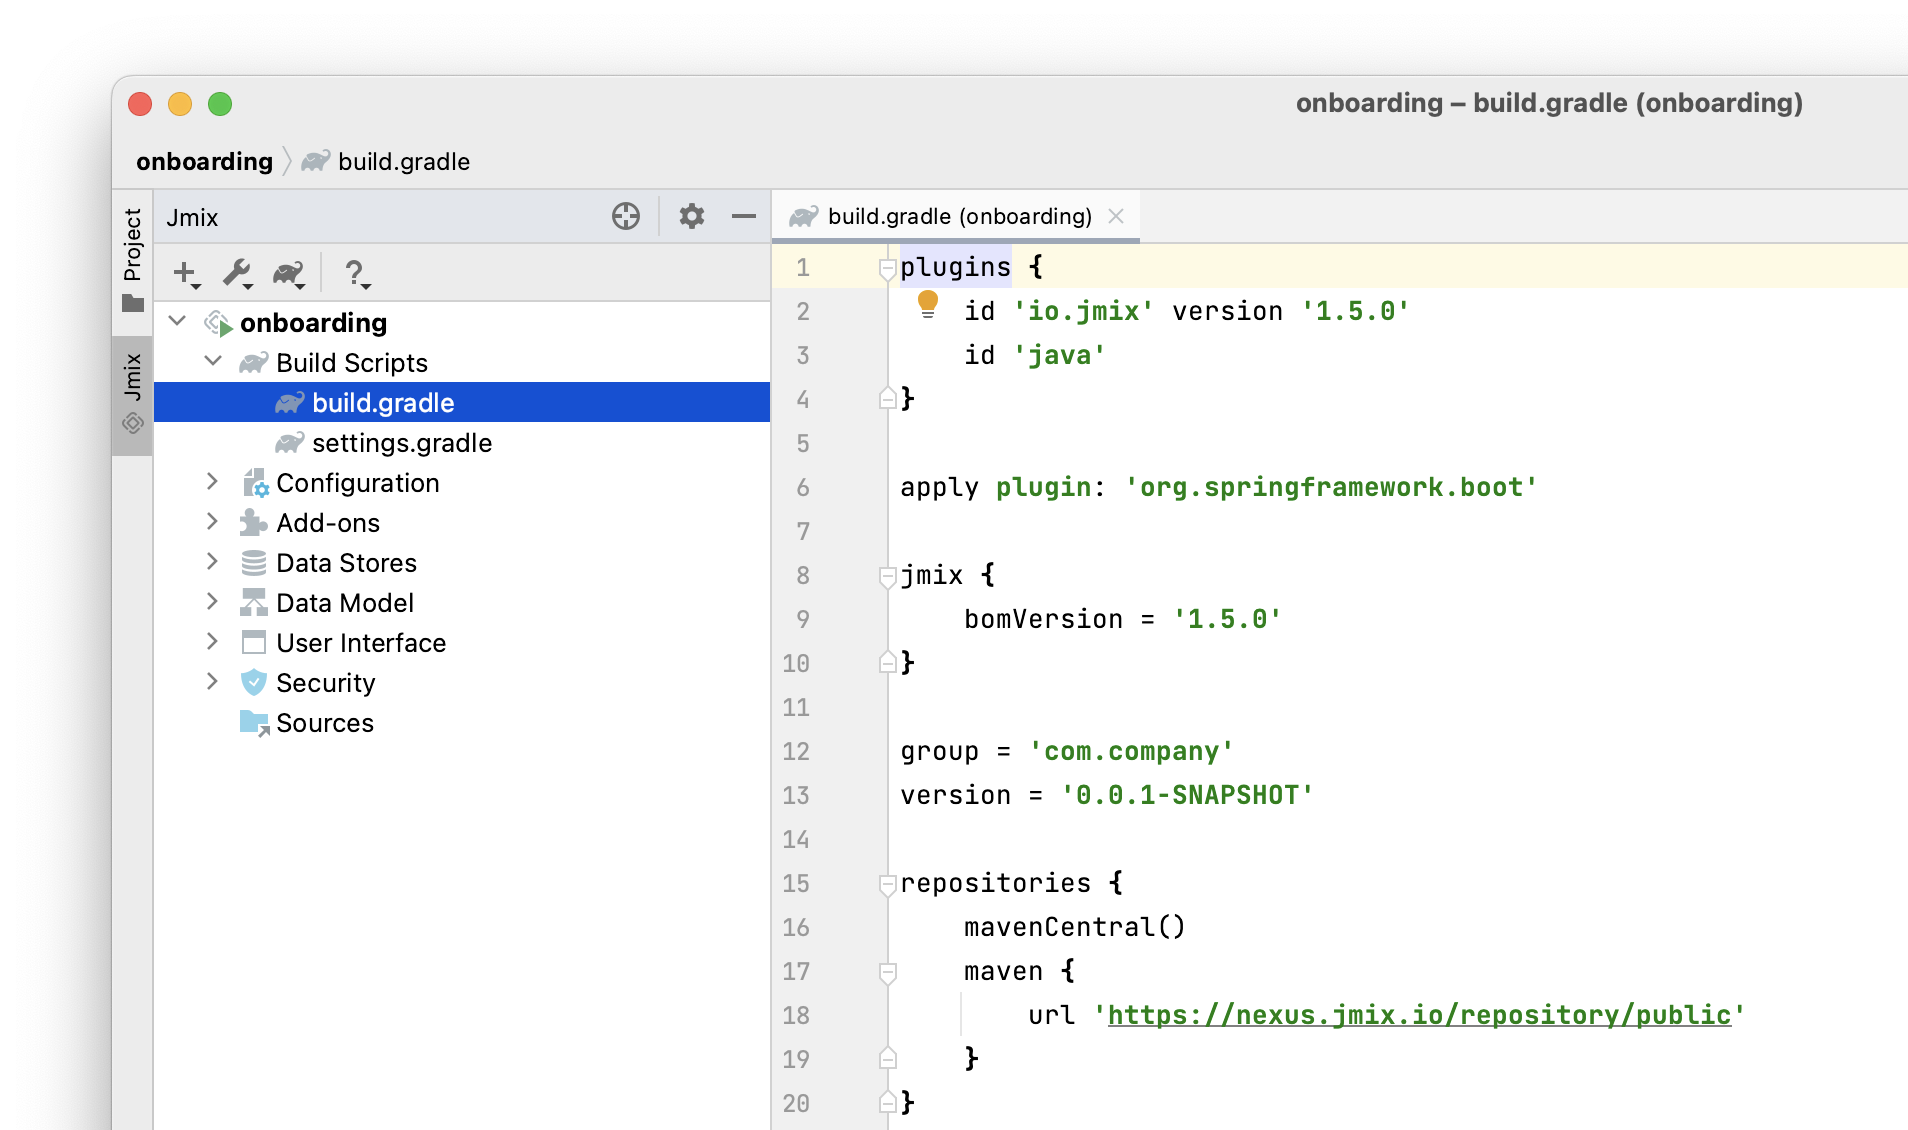 onboarding – build.gradle (onboarding)
onboarding build.gradle
Project
Jmix
Jmix
?
onboarding
Build Scripts
build.gradle
settings.gradle
Configuration
Add-ons
Data Stores
Data Model
User Interface
Security
Sources
build.gradle (onboarding)
1 plugins {
2     id 'io.jmix' version '1.5.0'
3     id 'java'
4 }
5
6 apply plugin: 'org.springframework.boot'
7
8 jmix {
9     bomVersion = '1.5.0'
10 }
11
12 group = 'com.company'
13 version = '0.0.1-SNAPSHOT'
14
15 repositories {
16     mavenCentral()
17     maven {
18         url 'https://nexus.jmix.io/repository/public'
19     }
20 }